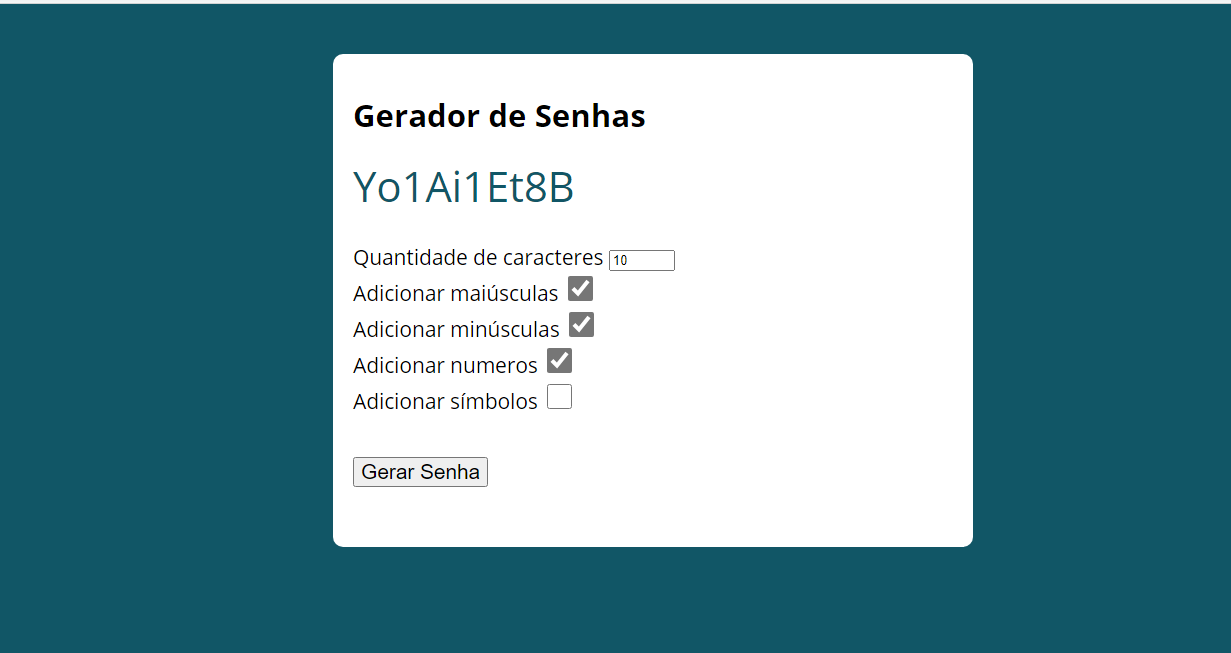 Gerador de Senhas
Yo1Ai1Et8B
Quantidade de caracteres 10
Adicionar maiúsculas
Adicionar minúsculas
Adicionar numeros
Adicionar símbolos
Gerar Senha